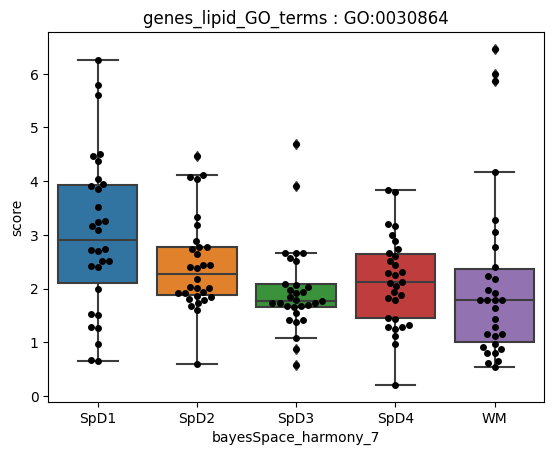 genes_lipid_GO_terms : GO:0030864
score
6
5
4
3
2
1
0
SpD1 SpD2 SpD3 SpD4 WM
bayesSpace_harmony_7